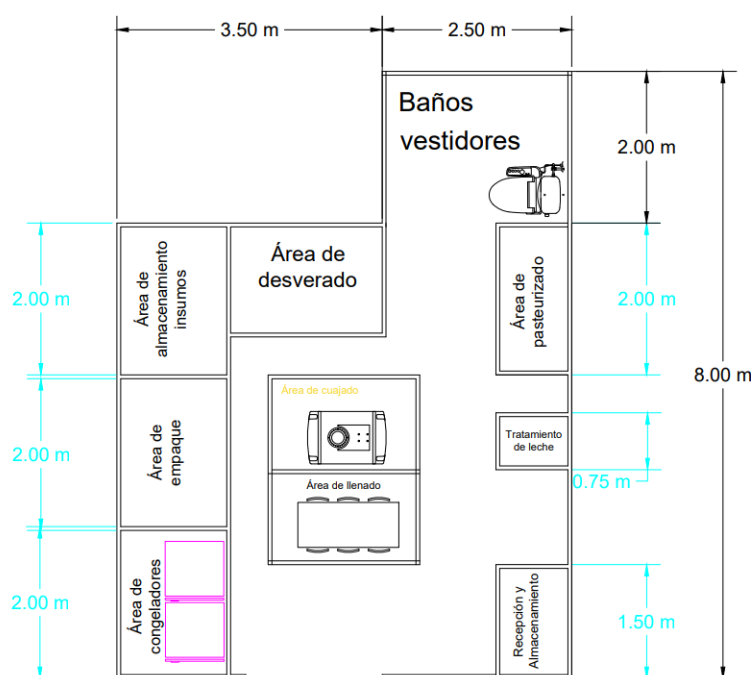 3.50 m
2.50 m
Baños
vestidores
2.00 m
Área de
almacenamiento
insumos
Área de
desverado
Área de
pasteurizado
2.00 m
2.00 m
8.00 m
Área de cuajado
Área de
empaque
Tratamiento
de leche
2.00 m
0.75 m
Área de llenado
Área de
congeladores
Recepción y
Almacenamiento
2.00 m
1.50 m